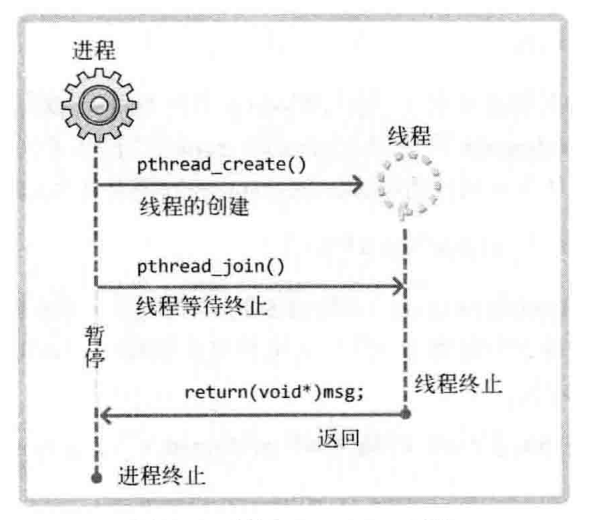 进程
线程
pthread_create()
线程的创建
pthread_join()
线程等待终止
暂停
线程终止
return(void*)msg;
返回
进程终止